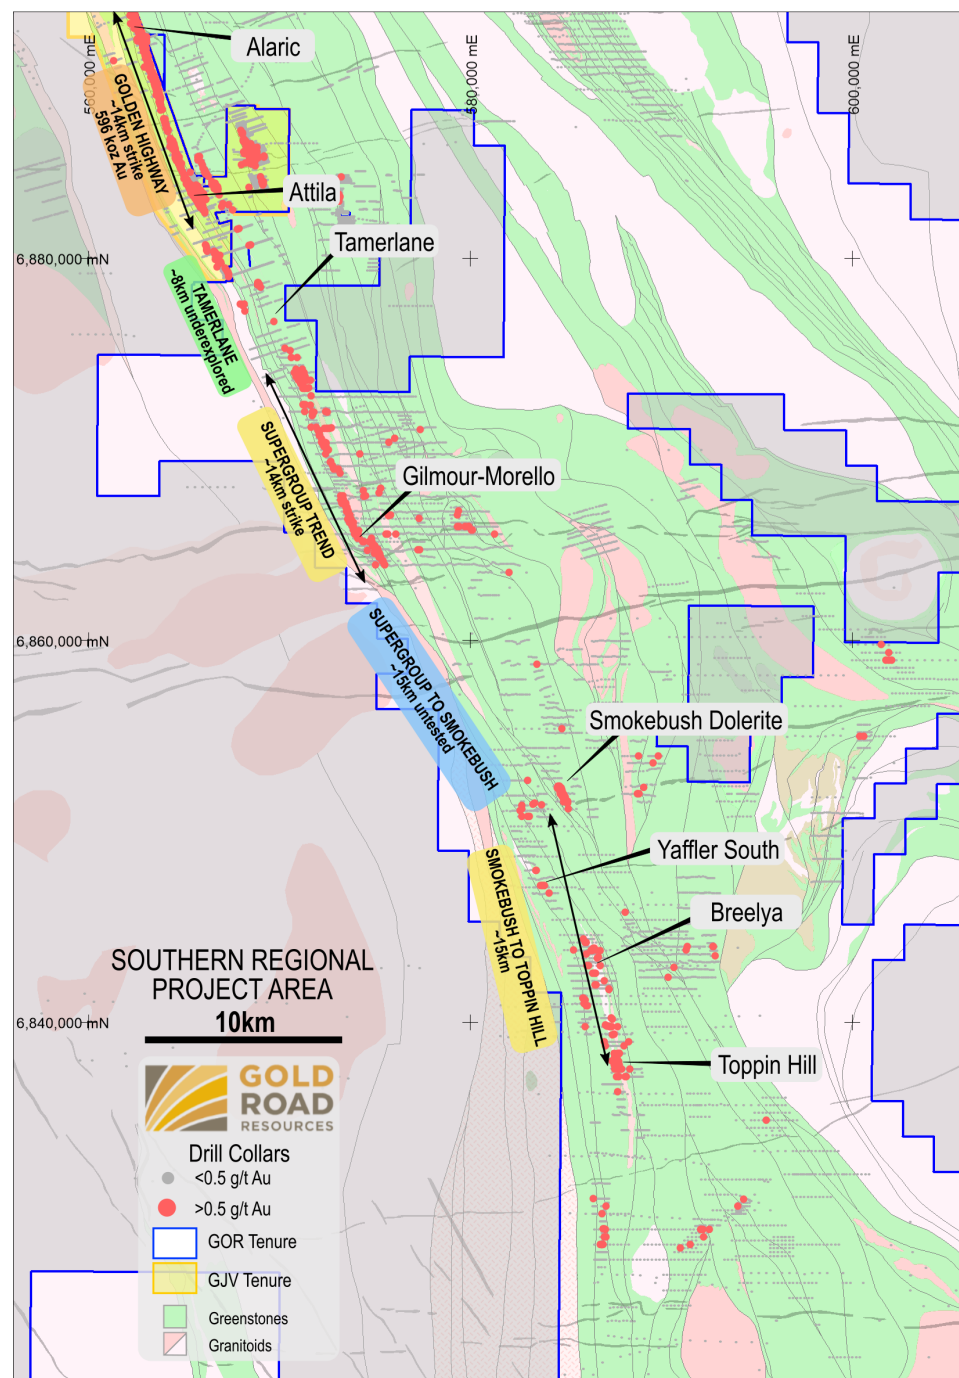 560,000 mE
580,000 mE
600,000 mE
Alaric
GOLDEN HIGHWAY
~14km strike
596 koz Au
Attila
Tamerlane
6,880,000 mN
TAMERLANE
~8km underexplored
SUPERGROUP TREND
~14km strike
Gilmour-Morello
6,860,000 mN
SUPERGROUP TO SMOKEBUSH
~15km untested
Smokebush Dolerite
Yaffler South
SMOKEBUSH TO TOPPIN HILL
~15km
Breelya
6,840,000 mN
Toppin Hill
SOUTHERN REGIONAL
PROJECT AREA
10km
GOLD
ROAD
RESOURCES
Drill Collars
<0.5 g/t Au
>0.5 g/t Au
GOR Tenure
GJV Tenure
Greenstones
Granitoids